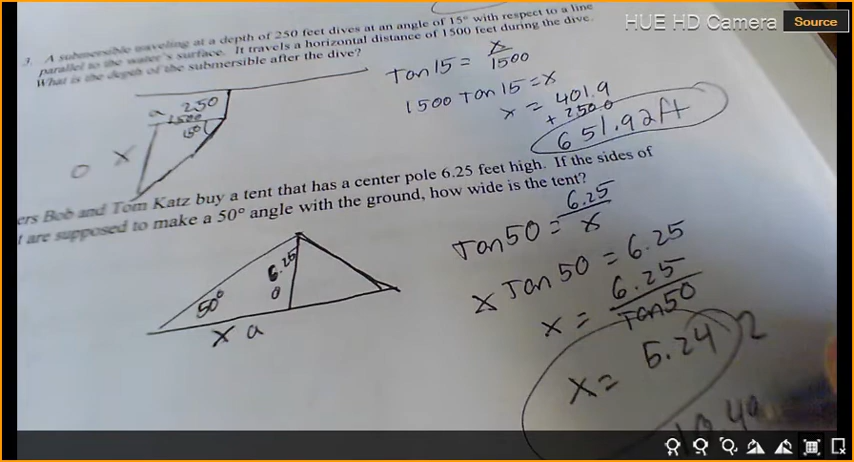 HUE HD Camera
Source
3. A submersible traveling at a depth of 250 feet dives at an angle of 15° with respect to a line
parallel to the water's surface. It travels a horizontal distance of 1500 feet during the dive.
What is the depth of the submersible after the dive?
a 250
1500
15°
O X
Tan 15 = x/1500
1500 Tan 15 = x
x = 401.9
+ 250 0
651.92 ft
ers Bob and Tom Katz buy a tent that has a center pole 6.25 feet high. If the sides of
t are supposed to make a 50° angle with the ground, how wide is the tent?
6.25
50° o
x a
Tan 50 = 6.25/x
x Tan 50 = 6.25
x = 6.25/Tan 50
x = 5.24 ) 2